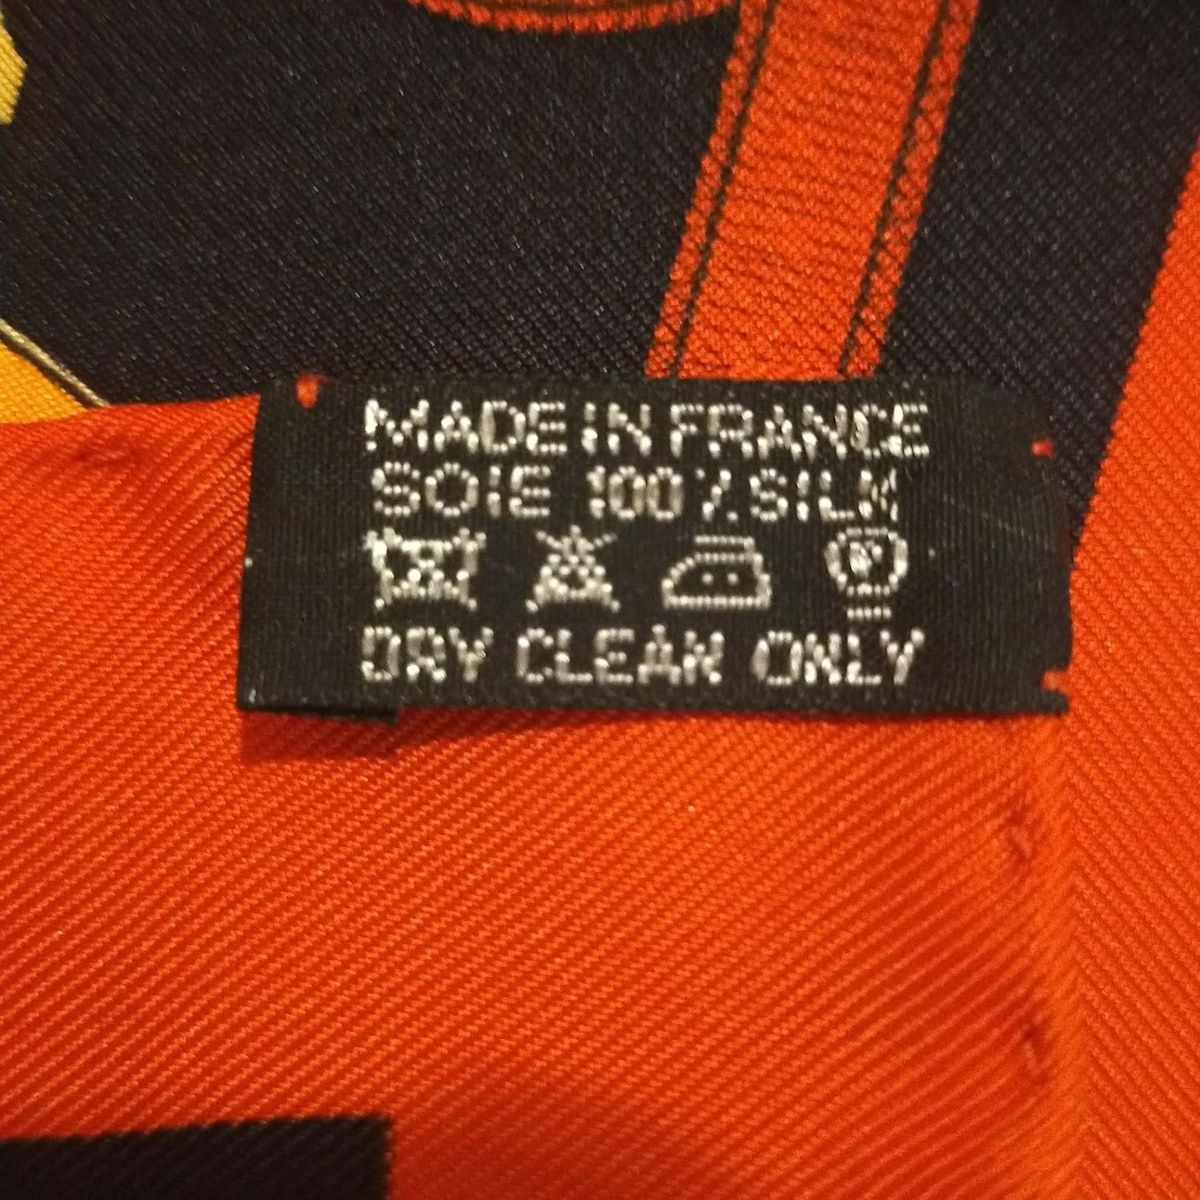 MADE IN FRANCE
SOIE 100% SILK
DRY CLEAN ONLY